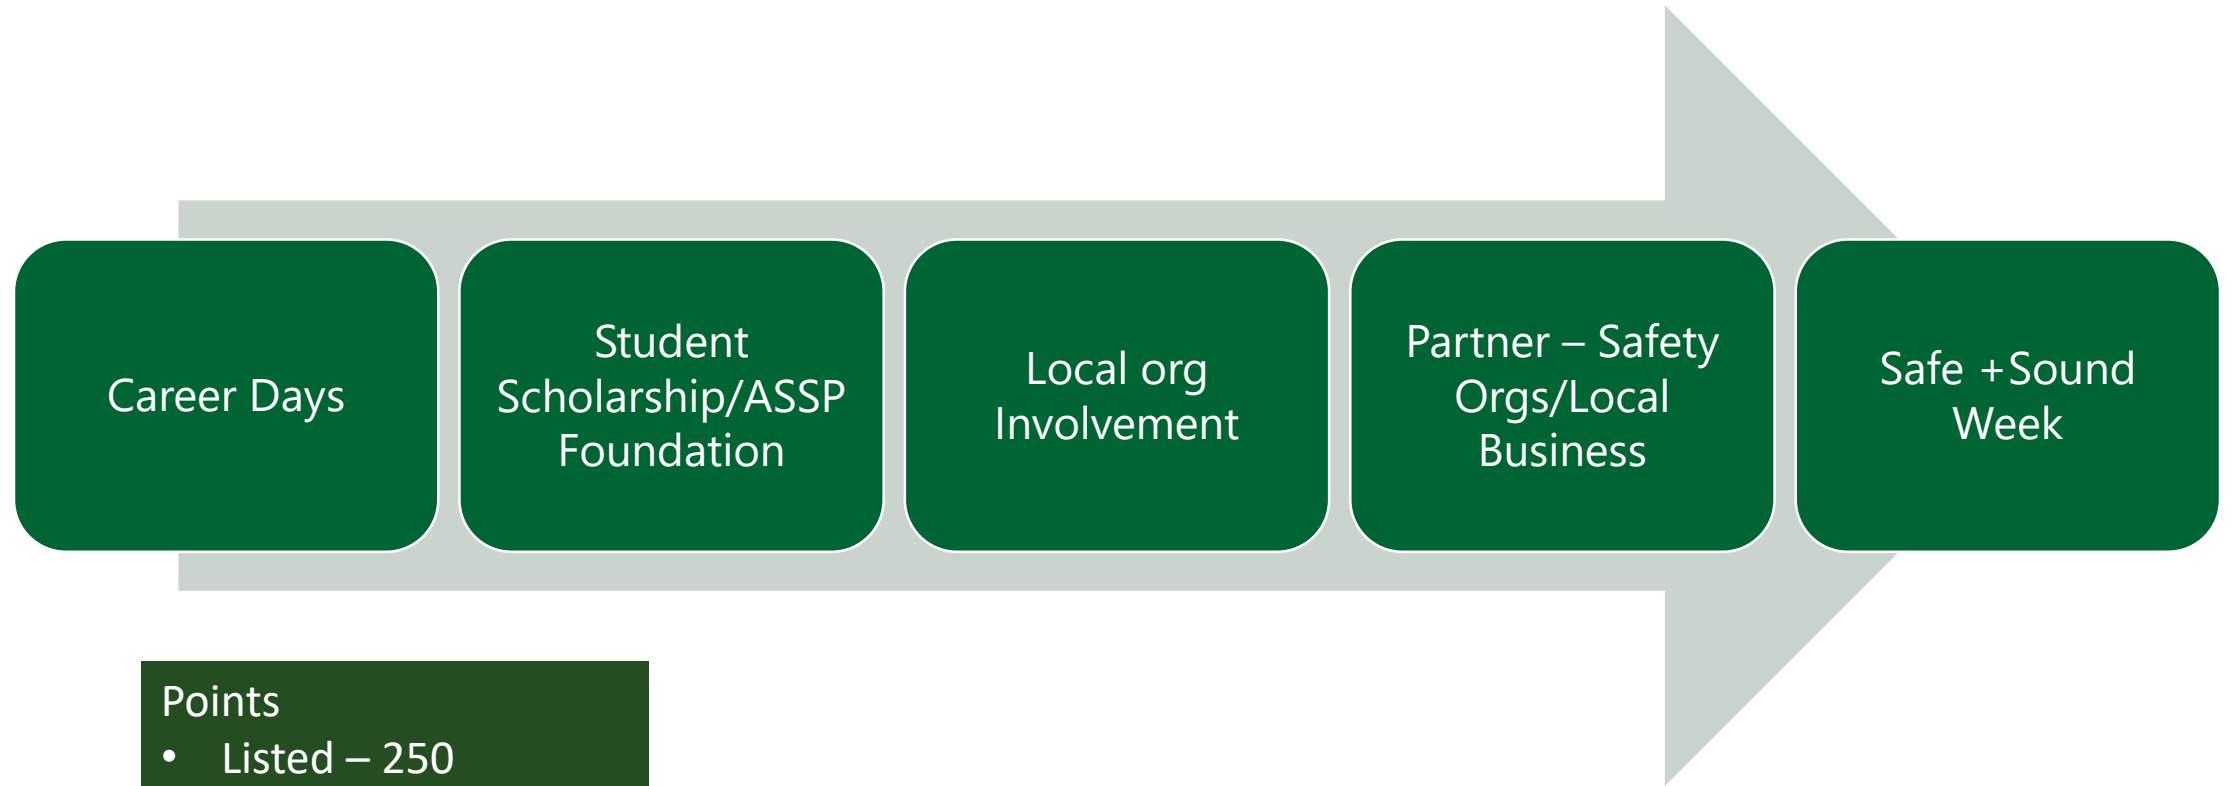 Career Days
Student
Scholarship/ASSP
Foundation
Local org
Involvement
Partner – Safety
Orgs/Local
Business
Safe +Sound
Week
Points
• Listed – 250